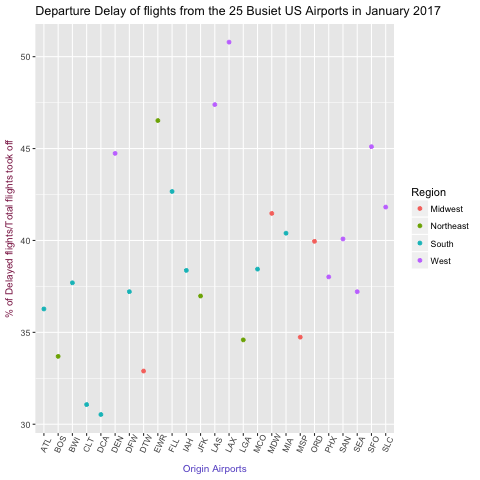 Departure Delay of flights from the 25 Busiet US Airports in January 2017
% of Delayed flights/Total flights took off
50
45
40
35
30
ATL
BOS
BWI
CLT
DCA
DEN
DFW
DTW
EWR
FLL
IAH
JFK
LAS
LAX
LGA
MCO
MDW
MIA
MSP
ORD
PHX
SAN
SEA
SFO
SLC
Origin Airports
Region
Midwest
Northeast
South
West